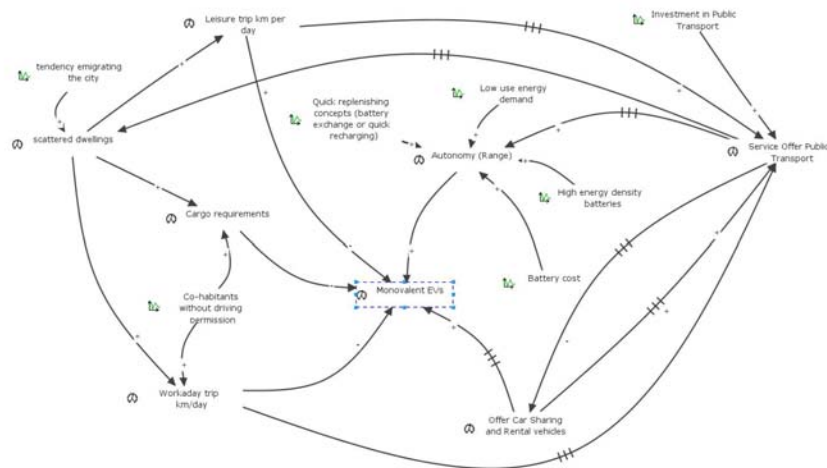 Leisure trip km per
day
Investment in Public
Transport
tendency emigrating
the city
Low use energy
demand
Quick replenishing
concepts (battery
exchange or quick
recharging)
scattered dwellings
Autonomy (Range)
Service Offer Public
Transport
High energy density
batteries
Cargo requirements
Battery cost
Monovalent EVs
Co-habitants
without driving
permission
Workaday trip
km/day
Offer Car Sharing
and Rental vehicles